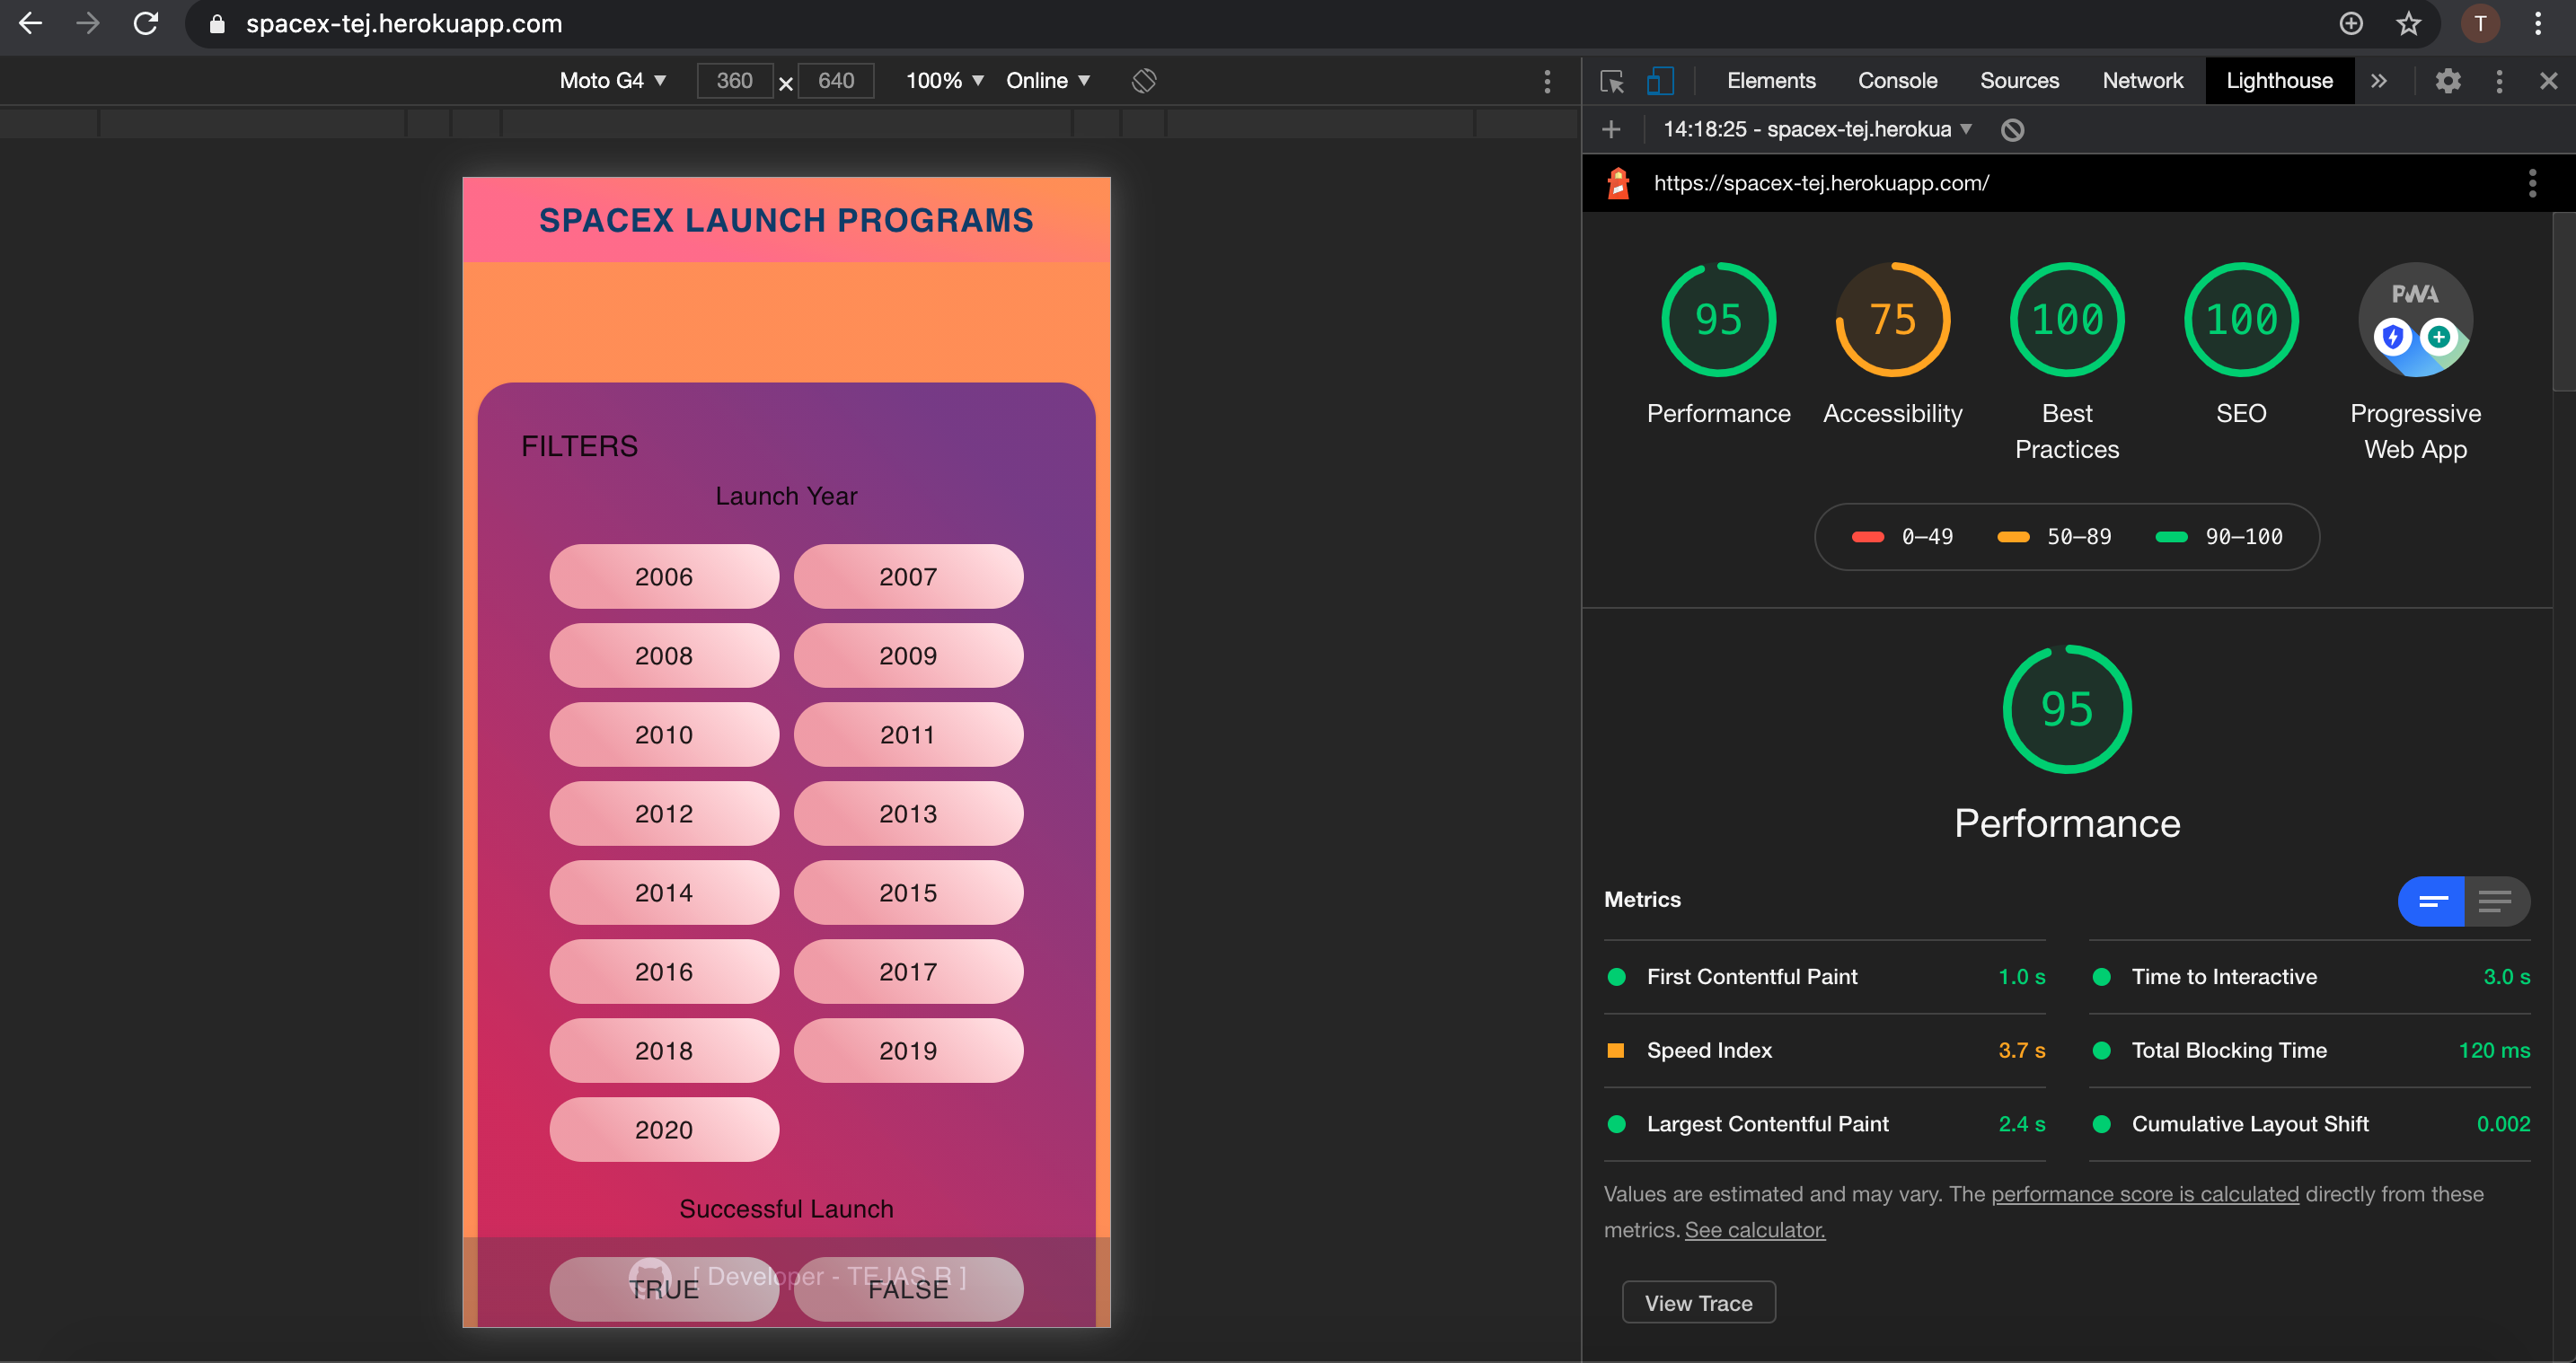 spacex-tej.herokuapp.com
T
Moto G4 ▼ 360 × 640 100% ▼ Online ▼
Elements Console Sources Network Lighthouse »
14:18:25 - spacex-tej.herokua ▼
https://spacex-tej.herokuapp.com/
SPACEX LAUNCH PROGRAMS
FILTERS
Launch Year
2006 2007
2008 2009
2010 2011
2012 2013
2014 2015
2016 2017
2018 2019
2020
Successful Launch
TRUE FALSE
[ Developer - TEJAS R ]
95 75 100 100 PWA
Performance Accessibility Best Practices SEO Progressive Web App
0–49 50–89 90–100
95
Performance
Metrics
First Contentful Paint 1.0 s
Time to Interactive 3.0 s
Speed Index 3.7 s
Total Blocking Time 120 ms
Largest Contentful Paint 2.4 s
Cumulative Layout Shift 0.002
Values are estimated and may vary. The performance score is calculated directly from these
metrics. See calculator.
View Trace